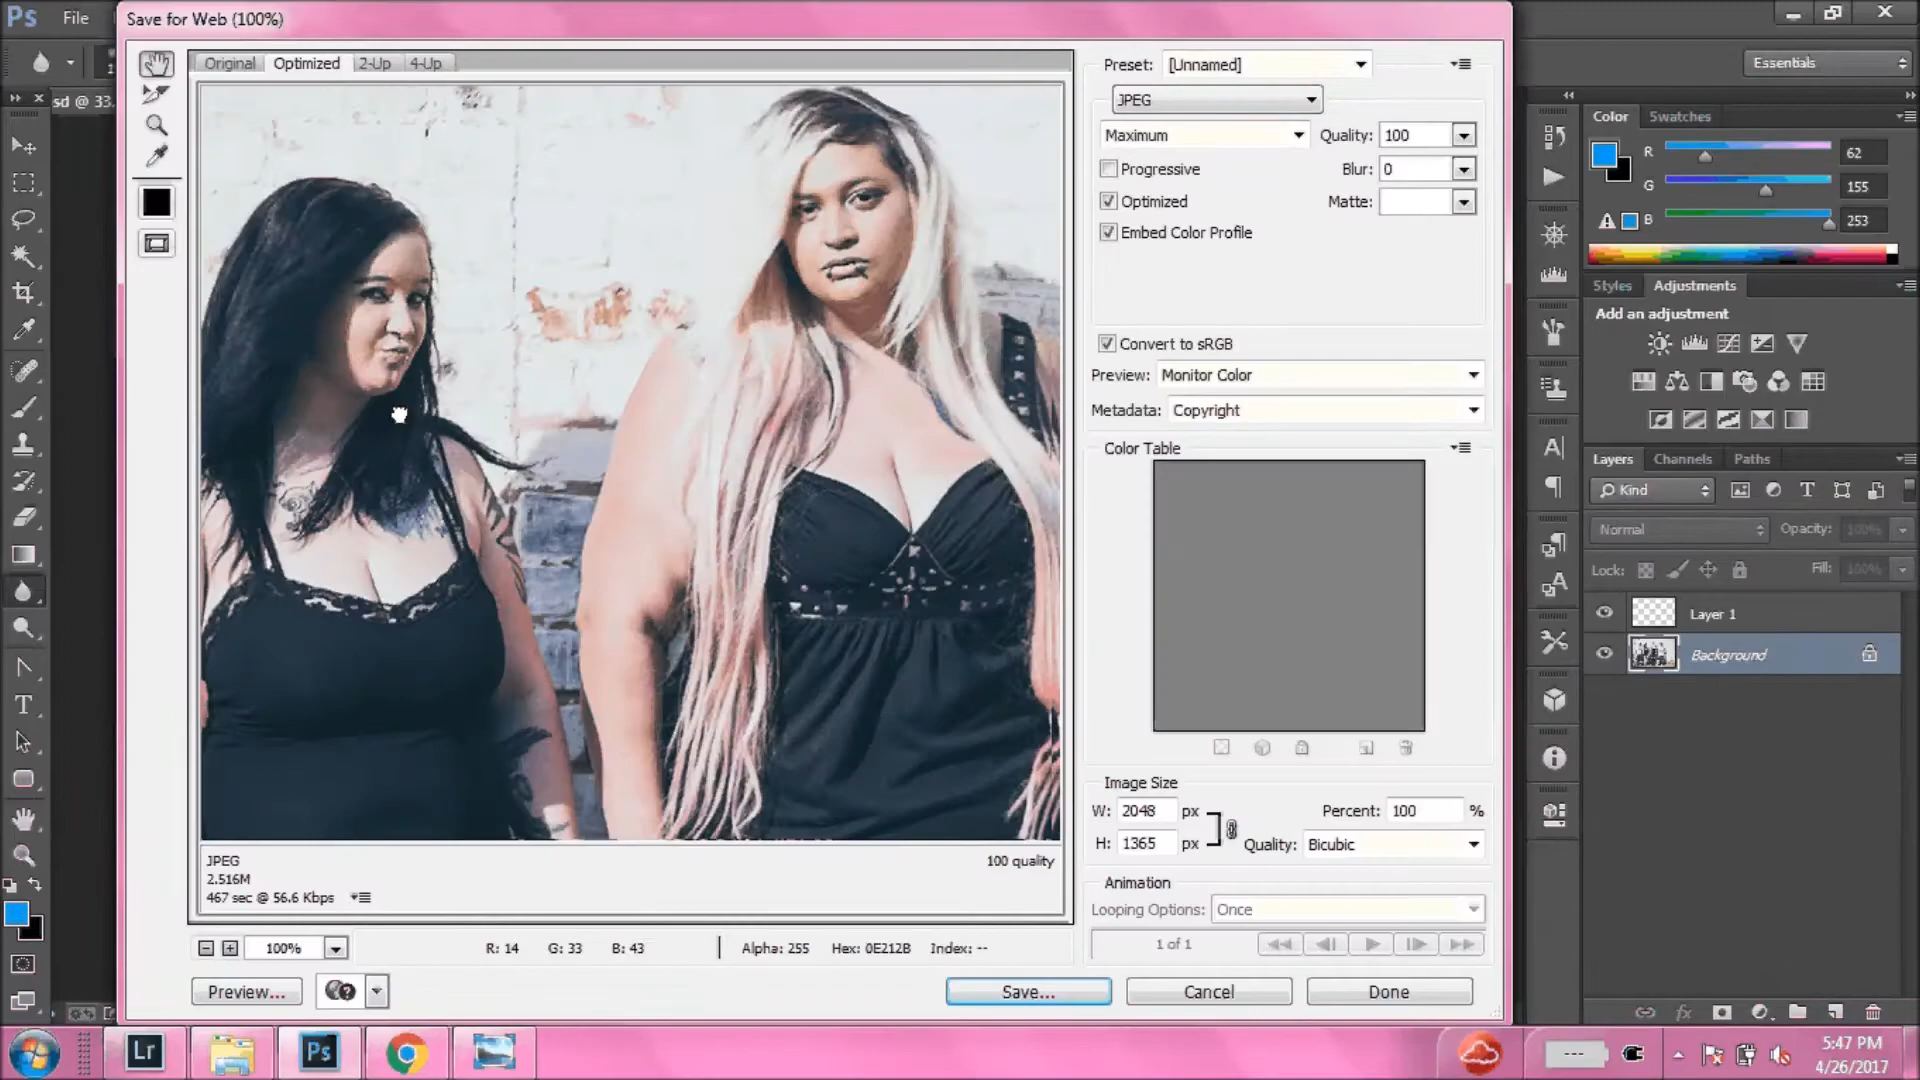 Save for Web (100%)
Ps File
Essentials
sd @ 33.
Original Optimized 2-Up 4-Up
Preset: [Unnamed]
JPEG
Maximum Quality: 100
Progressive Blur: 0
Optimized Matte:
Embed Color Profile
Convert to sRGB
Preview: Monitor Color
Metadata: Copyright
Color Table
Image Size
W: 2048 px Percent: 100 %
H: 1365 px Quality: Bicubic
Animation
Looping Options: Once
1 of 1
JPEG 100 quality
2.516M
467 sec @ 56.6 Kbps
100% R: 14 G: 33 B: 43 Alpha: 255 Hex: 0E212B Index: --
Preview... Save... Cancel Done
Color Swatches
R 62
G 155
B 253
Styles Adjustments
Add an adjustment
Layers Channels Paths
Kind
Normal Opacity: 100%
Lock: Fill: 100%
Layer 1
Background
Lr Ps
---
5:47 PM
4/26/2017